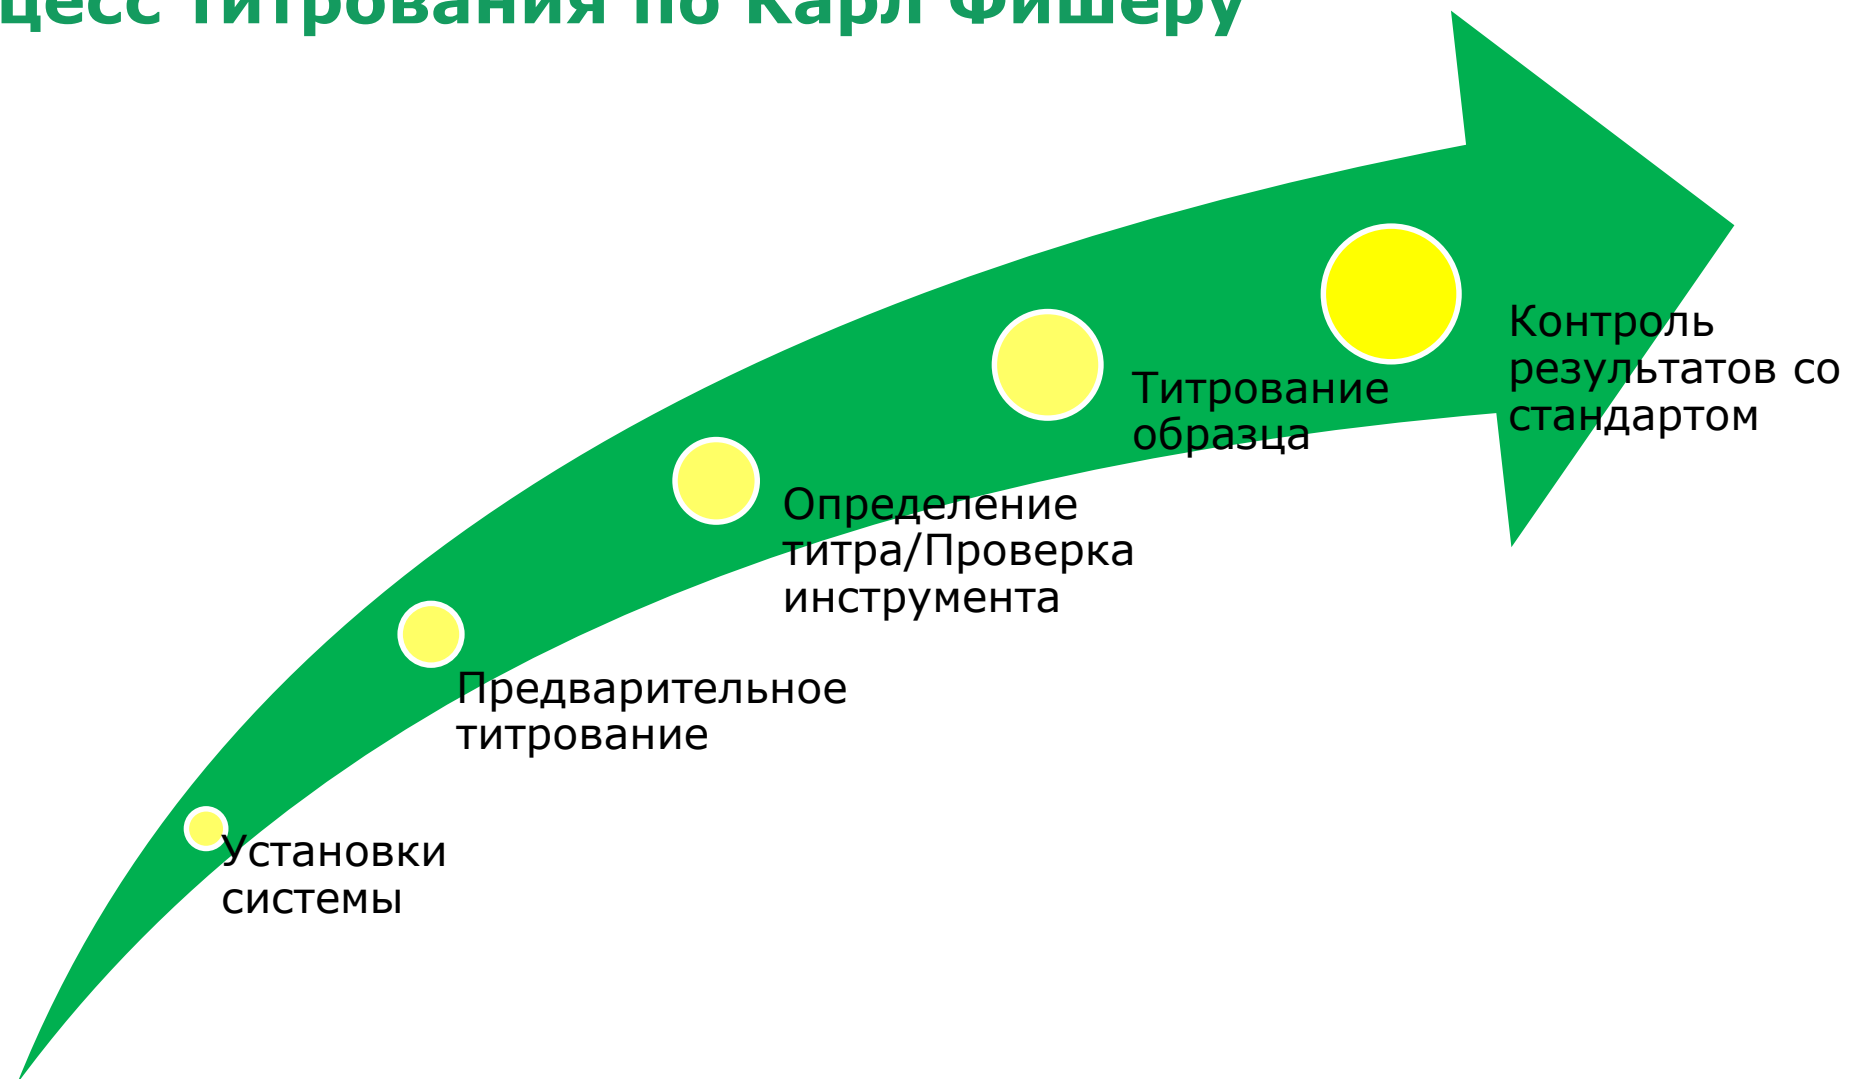 цесс титрования по Карл Фишеру
Установки
системы
Предварительное
титрование
Определение
титра/Проверка
инструмента
Титрование
образца
Контроль
результатов со
стандартом